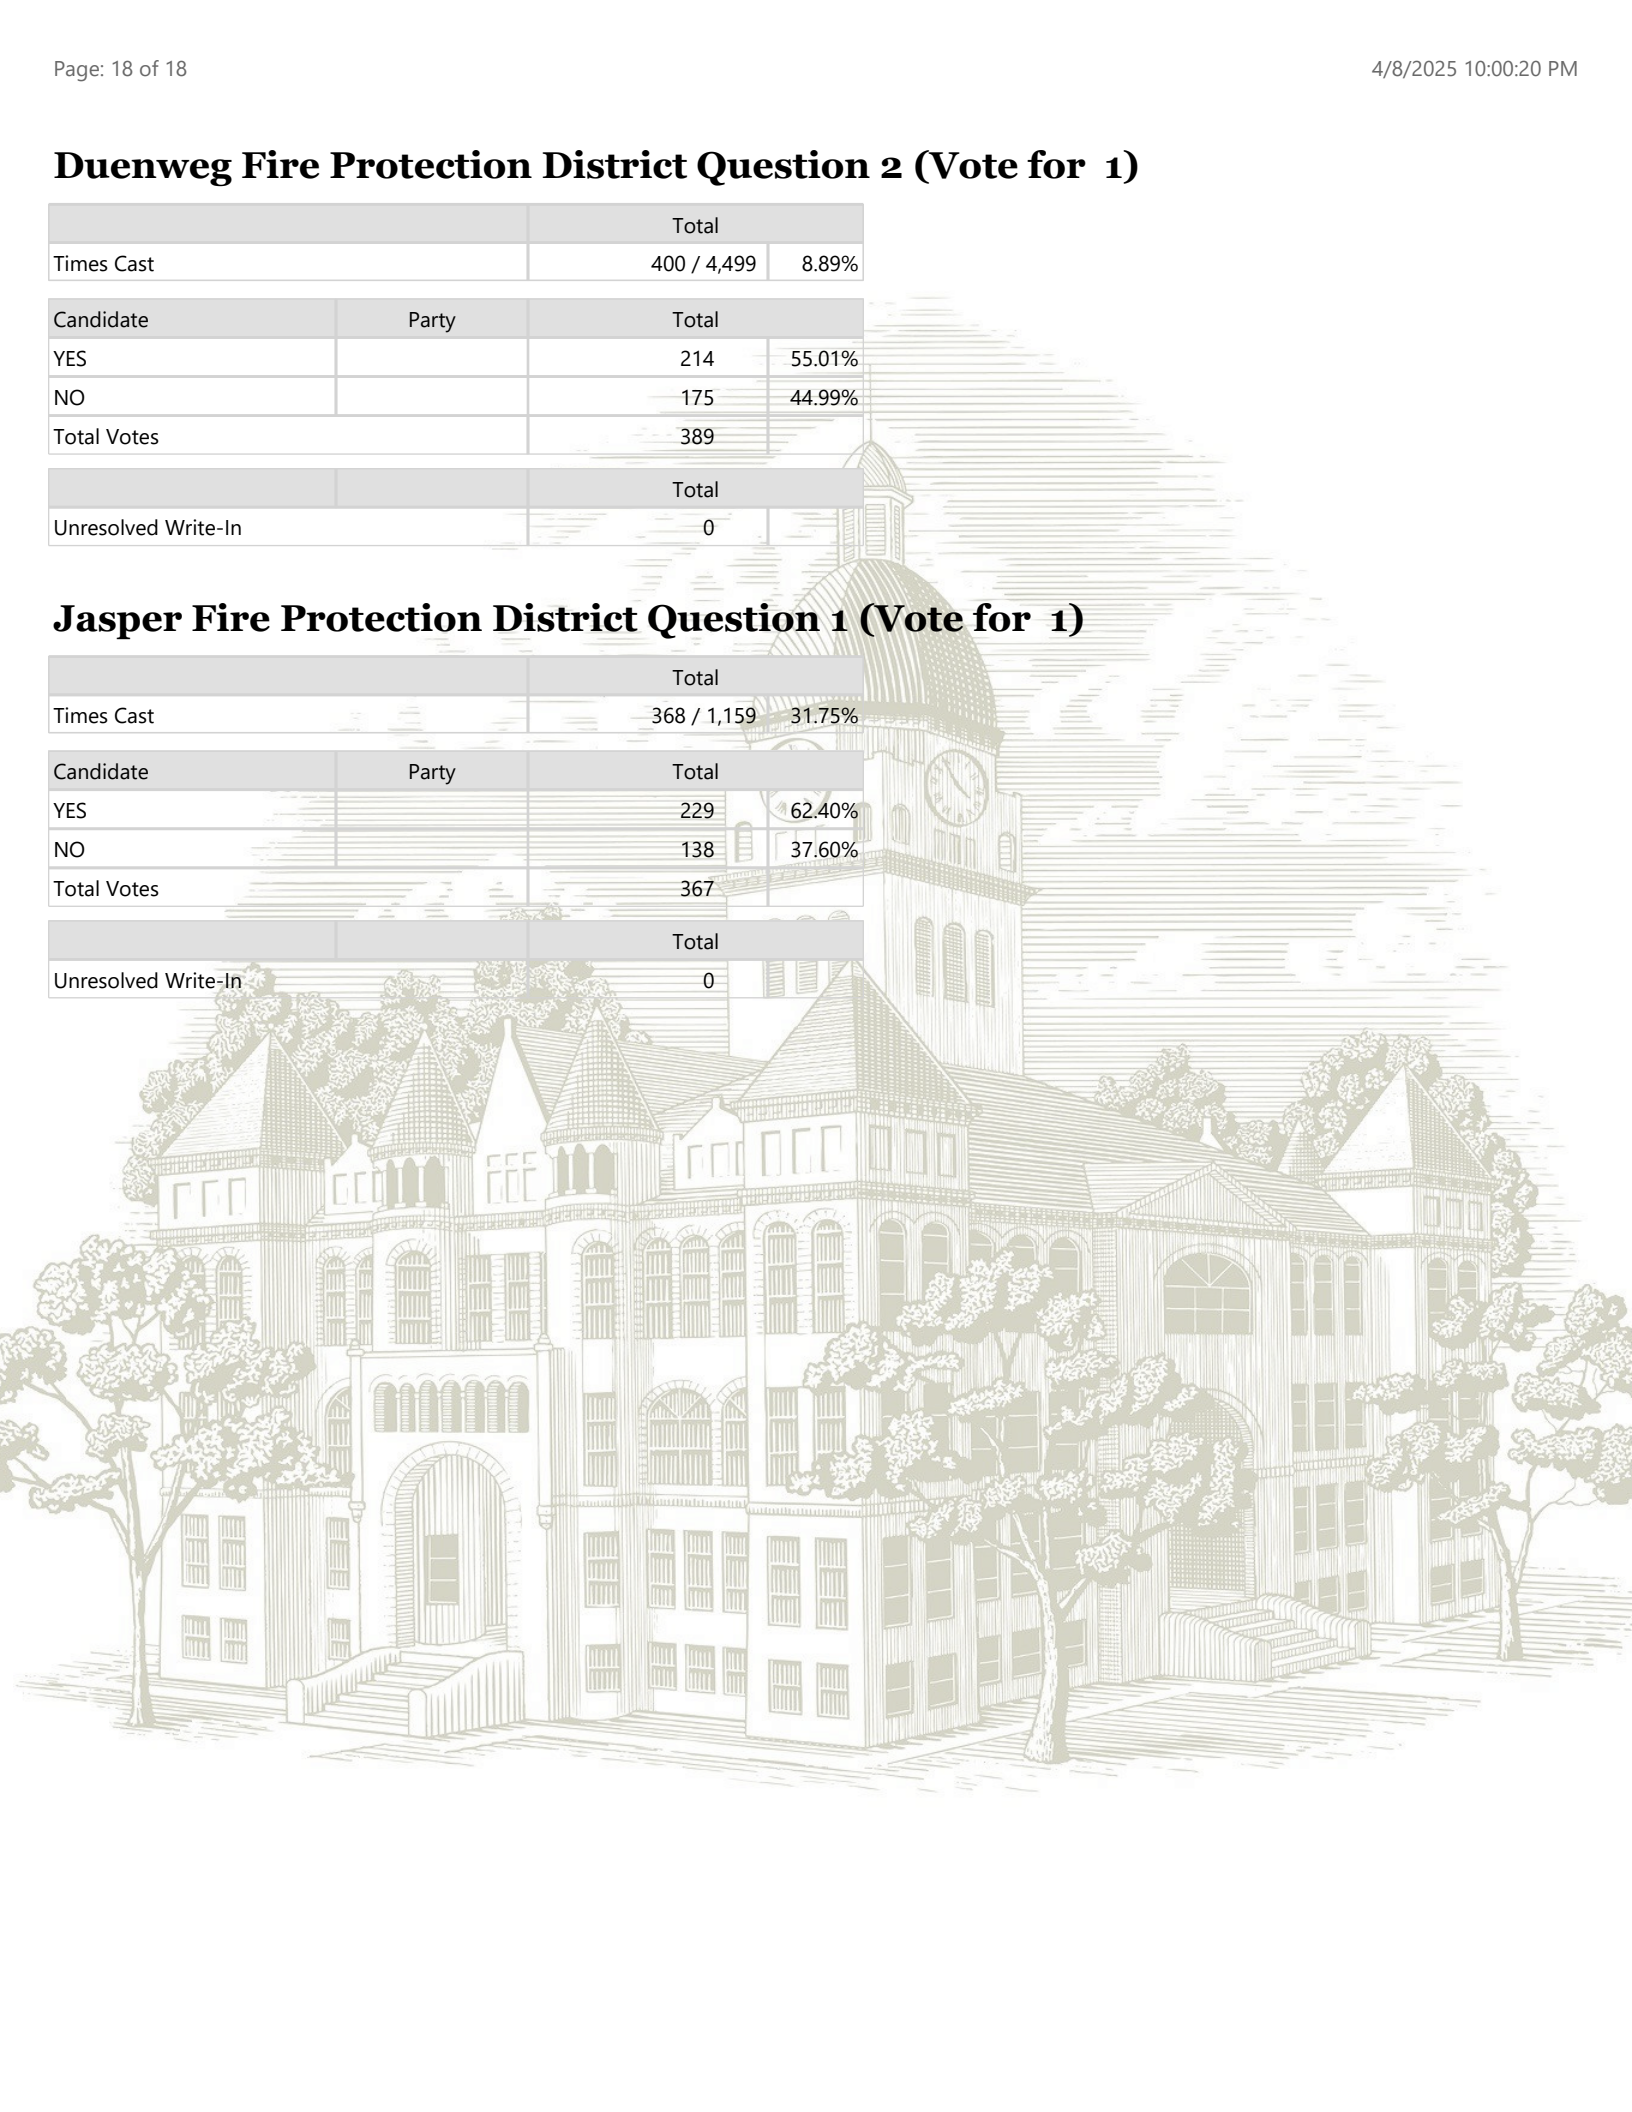 Page: 18 of 18 4/8/2025 10:00:20 PM
Duenweg Fire Protection District Question 2 (Vote for 1)
Total
Times Cast 400 / 4,499 8.89%
Candidate Party Total
YES 214 55.01%
NO 175 44.99%
Total Votes 389
Total
Unresolved Write-In 0
Jasper Fire Protection District Question 1 (Vote for 1)
Total
Times Cast 368 / 1,159 31.75%
Candidate Party Total
YES 229 62.40%
NO 138 37.60%
Total Votes 367
Total
Unresolved Write-In 0